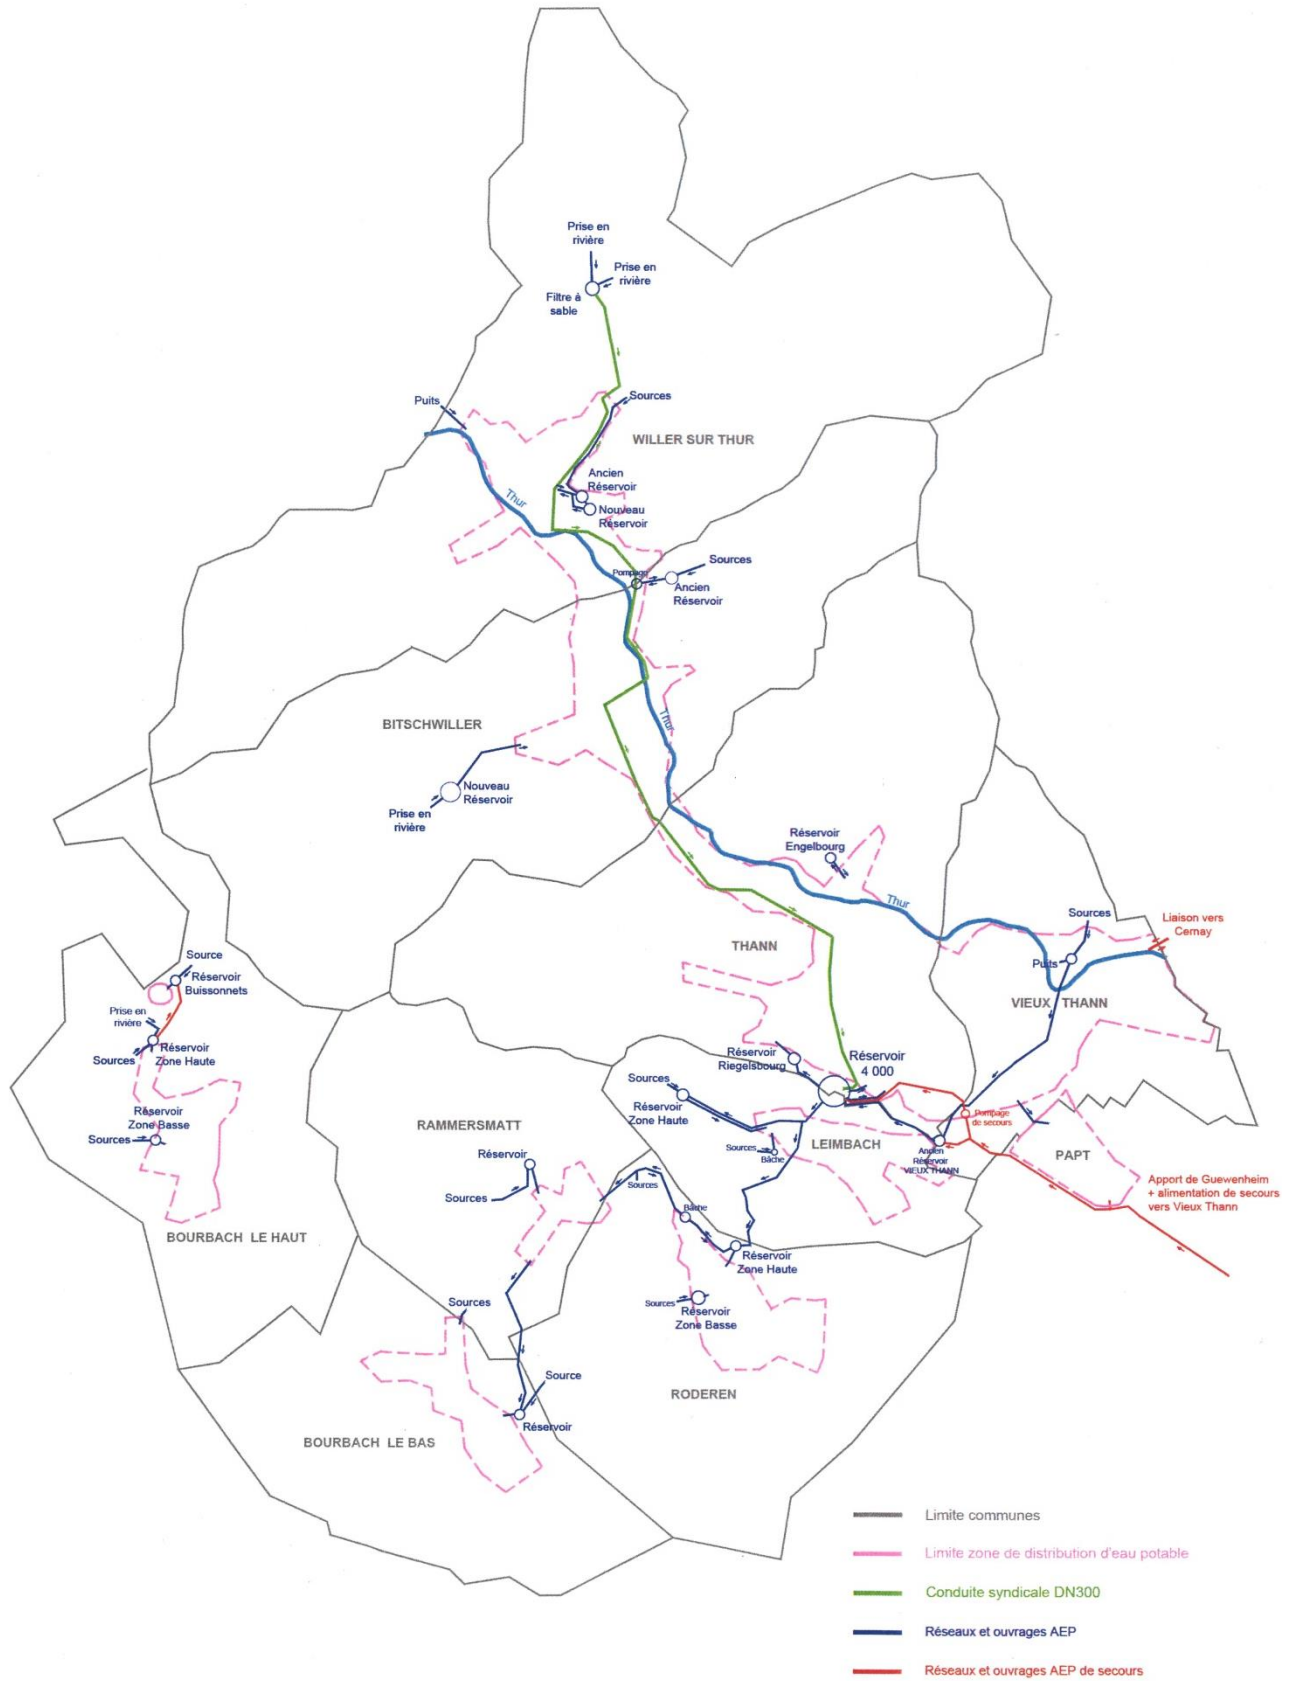 Prise en
rivière
Prise en
rivière
Filtre à
sable
Puits
Sources
WILLER SUR THUR
Ancien
Réservoir
Thur
Nouveau
Réservoir
Sources
Pompage
Ancien
Réservoir
BITSCHWILLER
Thur
Nouveau
Réservoir
Prise en
rivière
Réservoir
Engelbourg
Thur
Sources
Liaison vers
Cernay
THANN
Source
Réservoir
Buissonnets
Puits
VIEUX THANN
Prise en
rivière
Sources
Réservoir
Zone Haute
Réservoir
Riegelsbourg
Réservoir
4 000
Sources
Réservoir
Zone Haute
Réservoir
Zone Basse
Sources
RAMMERSMATT
LEIMBACH
Pompage
de secours
Sources
Bâche
Ancien
Réservoir
VIEUX THANN
PAPT
Réservoir
Sources
Sources
Apport de Guewenheim
+ alimentation de secours
vers Vieux Thann
Bâche
BOURBACH LE HAUT
Réservoir
Zone Haute
Sources
Sources
Réservoir
Zone Basse
Source
RODEREN
Réservoir
BOURBACH LE BAS
Limite communes
Limite zone de distribution d'eau potable
Conduite syndicale DN300
Réseaux et ouvrages AEP
Réseaux et ouvrages AEP de secours